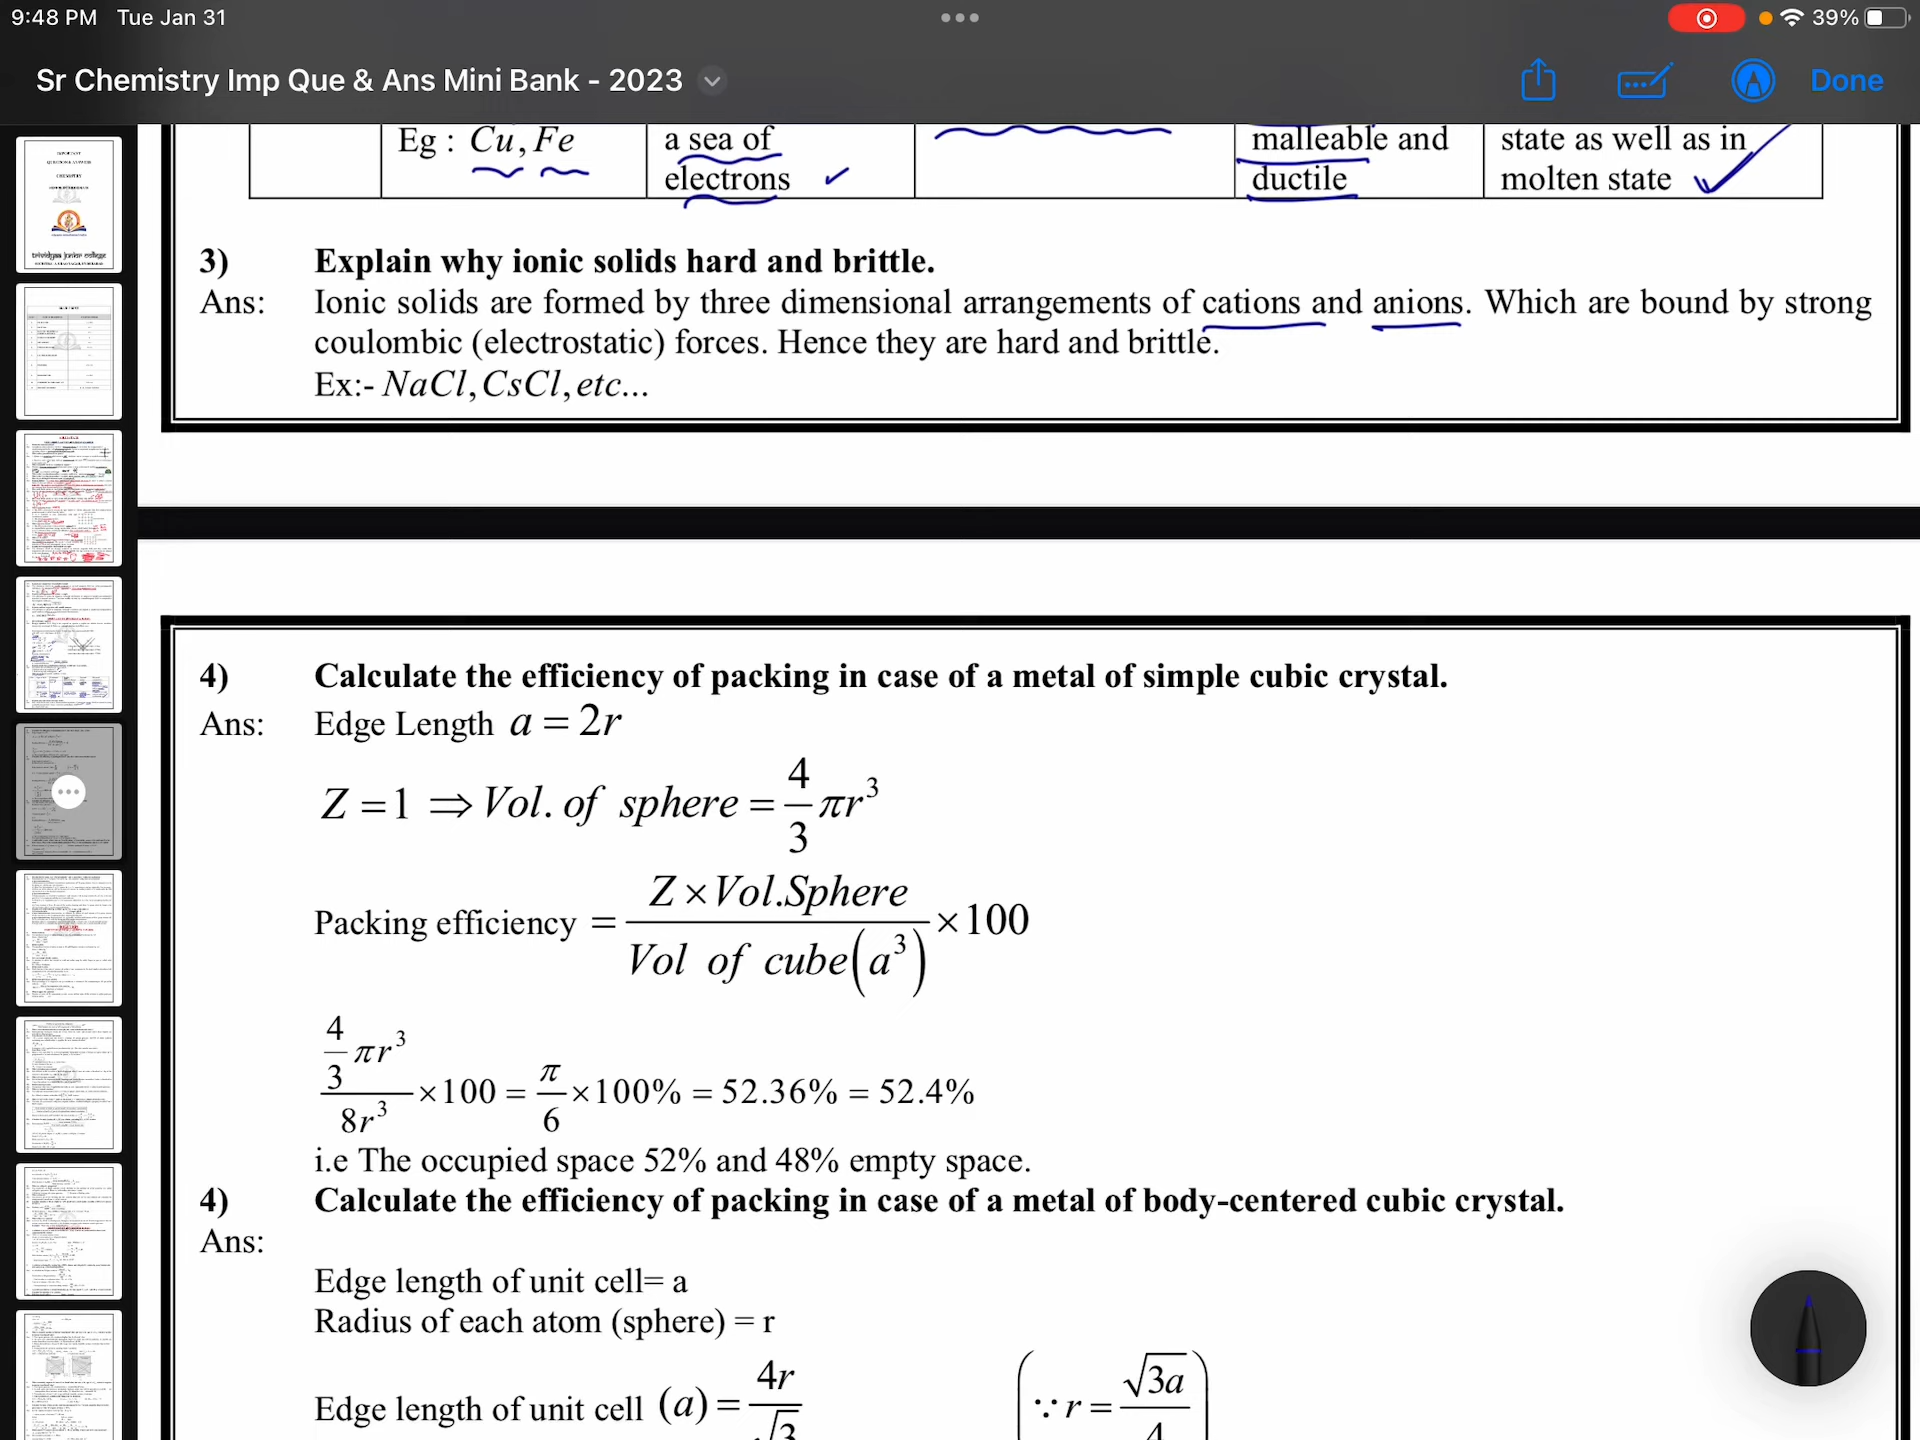 9:48 PM Tue Jan 31
39%
Sr Chemistry Imp Que & Ans Mini Bank - 2023
Done
Eg : Cu, Fe
a sea of
electrons
malleable and
ductile
state as well as in
molten state
3) Explain why ionic solids hard and brittle.
Ans: Ionic solids are formed by three dimensional arrangements of cations and anions. Which are bound by strong
coulombic (electrostatic) forces. Hence they are hard and brittle.
Ex:- NaCl, CsCl, etc...
4) Calculate the efficiency of packing in case of a metal of simple cubic crystal.
Ans: Edge Length a = 2r
Z = 1 ⇒ Vol. of sphere = 4/3 πr³
Packing efficiency = Z × Vol.Sphere / Vol of cube(a³) × 100
4/3 πr³ / 8r³ × 100 = π/6 × 100% = 52.36% = 52.4%
i.e The occupied space 52% and 48% empty space.
4) Calculate the efficiency of packing in case of a metal of body-centered cubic crystal.
Ans:
Edge length of unit cell= a
Radius of each atom (sphere) = r
Edge length of unit cell (a) = 4r/√3 (∵ r = √3a/4)